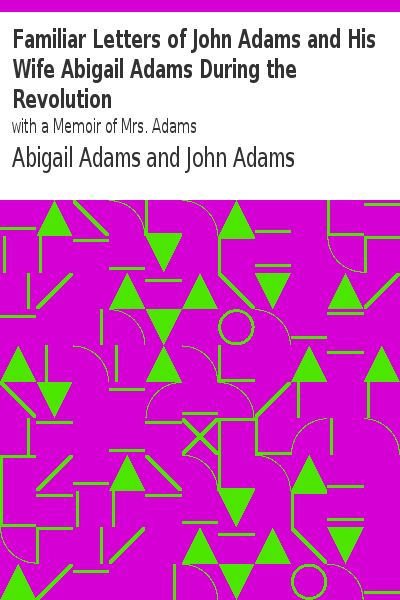 Familiar Letters of John Adams and His
Wife Abigail Adams During the
Revolution
with a Memoir of Mrs. Adams
Abigail Adams and John Adams